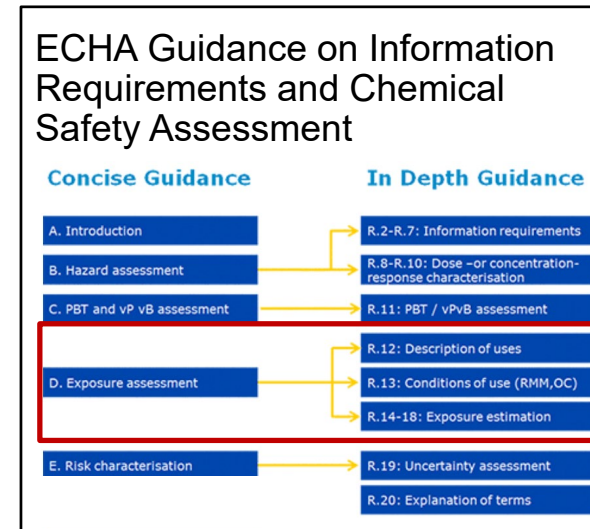 ECHA Guidance on Information
Requirements and Chemical
Safety Assessment
Concise Guidance
In Depth Guidance
A. Introduction
R.2-R.7: Information requirements
B. Hazard assessment
R.8-R.10: Dose –or concentration-
response characterisation
C. PBT and vP vB assessment
R.11: PBT / vPvB assessment
R.12: Description of uses
D. Exposure assessment
R.13: Conditions of use (RMM,OC)
R.14-18: Exposure estimation
E. Risk characterisation
R.19: Uncertainty assessment
R.20: Explanation of terms